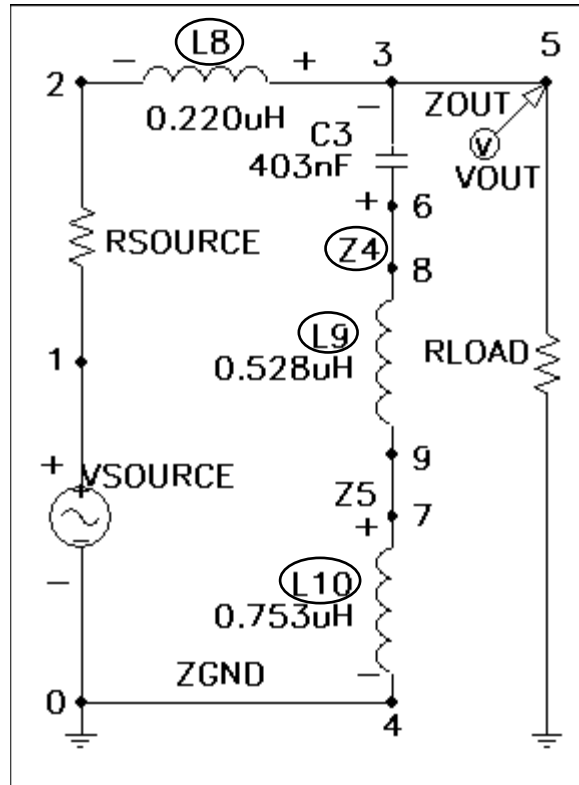 L8
− +
2
3
5
0.220uH
ZOUT
−
C3
403nF
V
VOUT
+
6
RSOURCE
Z4
8
L9
0.528uH
RLOAD
1
9
+
VSOURCE
Z5
7
+
−
L10
0.753uH
−
ZGND
0
4